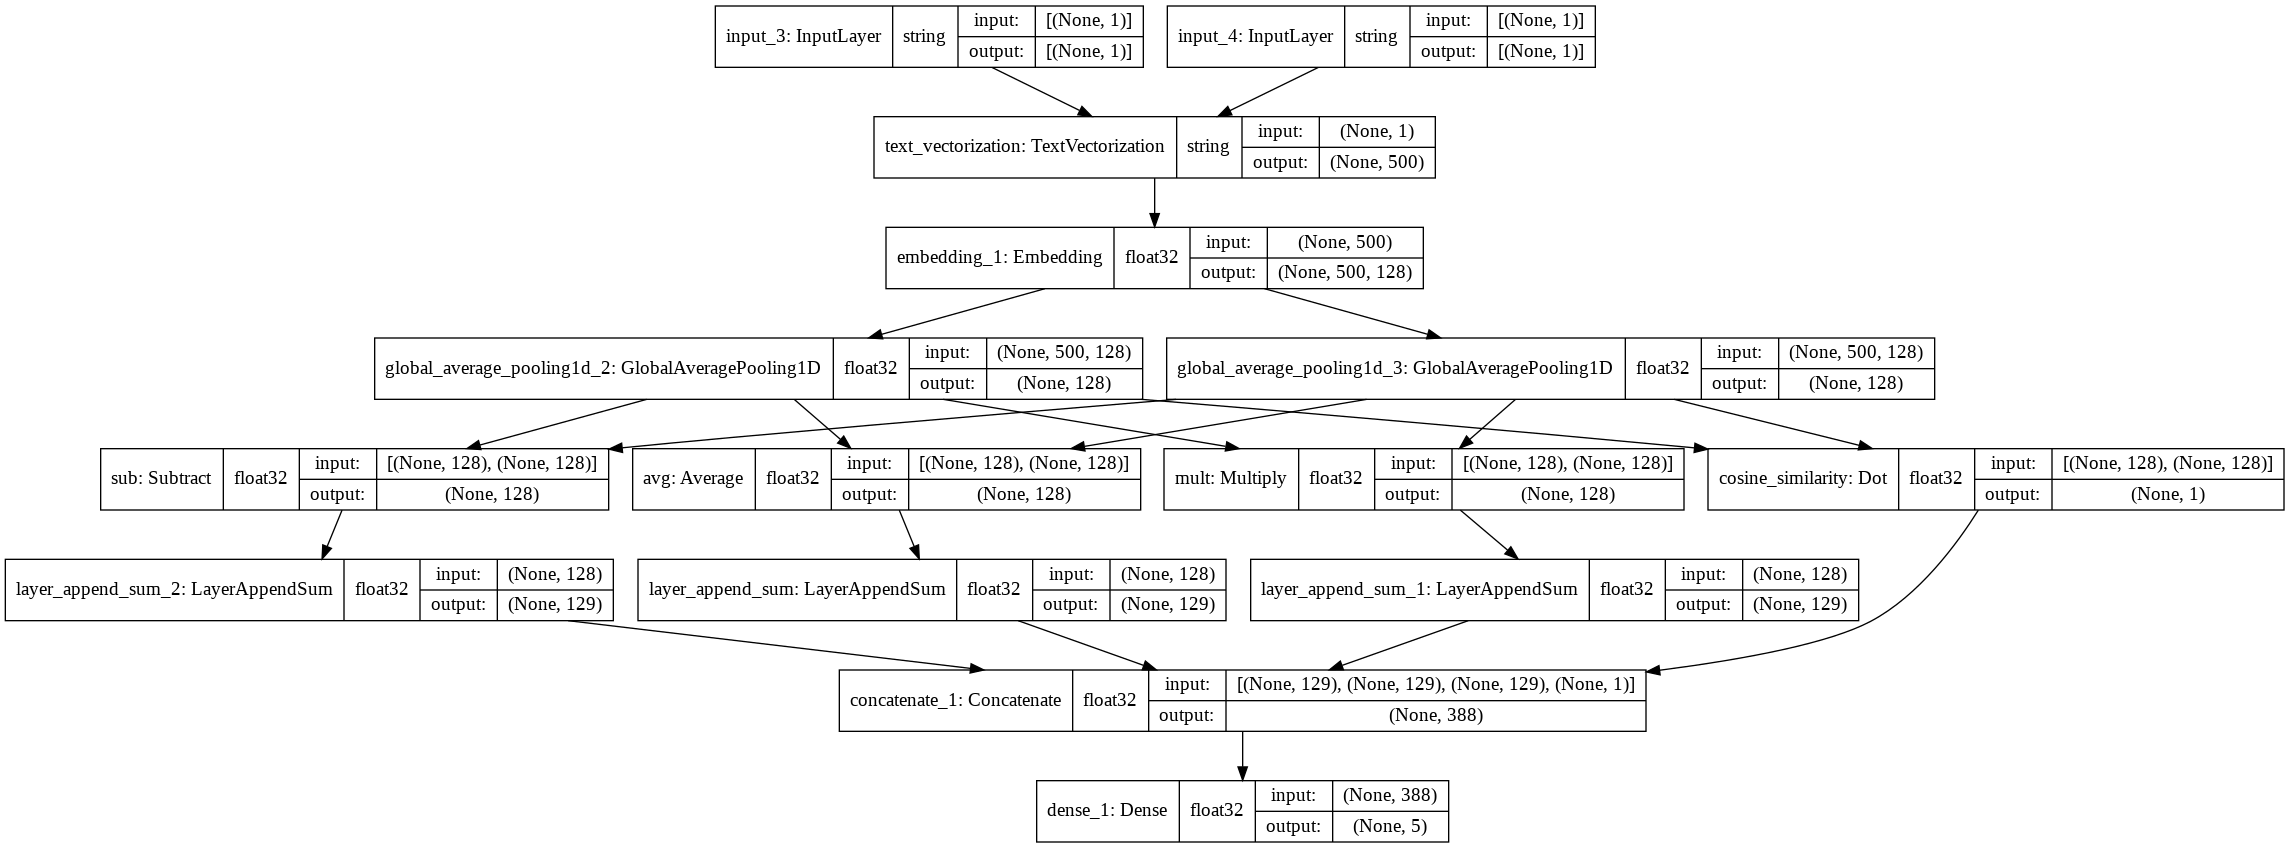 input_3: InputLayer string input: [(None, 1)] output: [(None, 1)]
input_4: InputLayer string input: [(None, 1)] output: [(None, 1)]
text_vectorization: TextVectorization string input: (None, 1) output: (None, 500)
embedding_1: Embedding float32 input: (None, 500) output: (None, 500, 128)
global_average_pooling1d_2: GlobalAveragePooling1D float32 input: (None, 500, 128) output: (None, 128)
global_average_pooling1d_3: GlobalAveragePooling1D float32 input: (None, 500, 128) output: (None, 128)
sub: Subtract float32 input: [(None, 128), (None, 128)] output: (None, 128)
avg: Average float32 input: [(None, 128), (None, 128)] output: (None, 128)
mult: Multiply float32 input: [(None, 128), (None, 128)] output: (None, 128)
cosine_similarity: Dot float32 input: [(None, 128), (None, 128)] output: (None, 1)
layer_append_sum_2: LayerAppendSum float32 input: (None, 128) output: (None, 129)
layer_append_sum: LayerAppendSum float32 input: (None, 128) output: (None, 129)
layer_append_sum_1: LayerAppendSum float32 input: (None, 128) output: (None, 129)
concatenate_1: Concatenate float32 input: [(None, 129), (None, 129), (None, 129), (None, 1)] output: (None, 388)
dense_1: Dense float32 input: (None, 388) output: (None, 5)